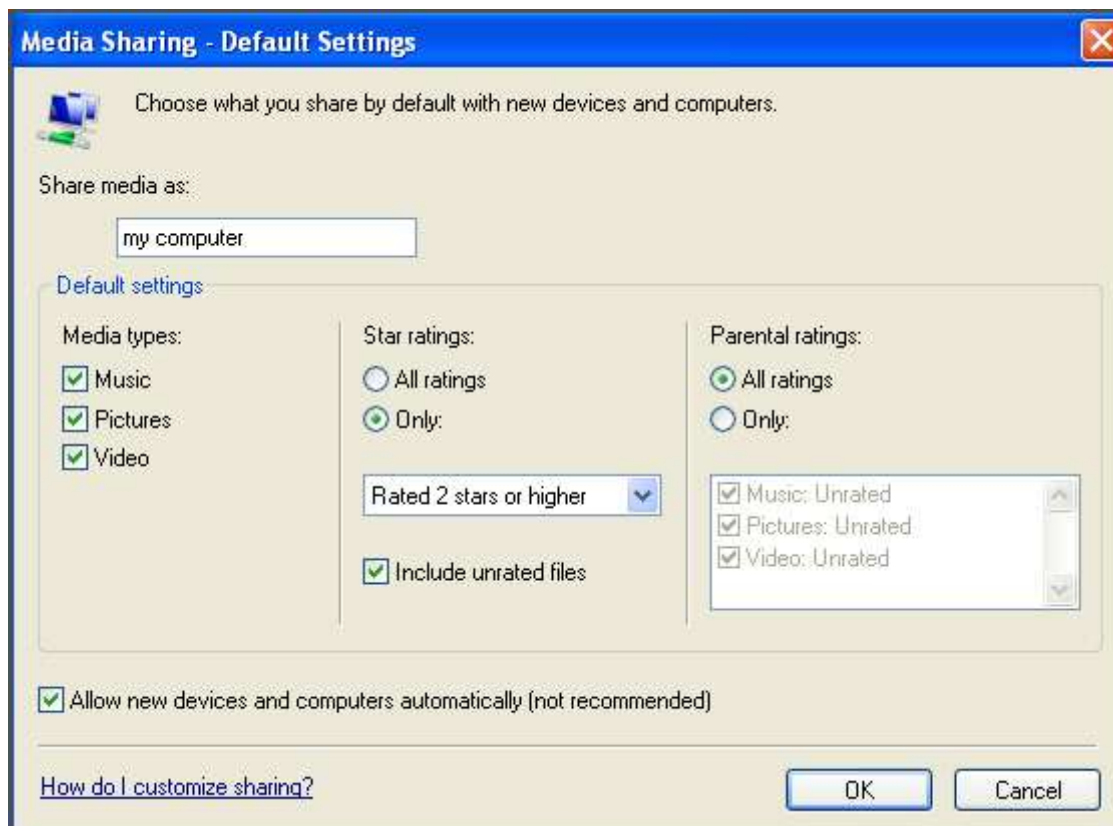 Media Sharing - Default Settings
Choose what you share by default with new devices and computers.
Share media as:
my computer
Default settings
Media types:
Music
Pictures
Video
Star ratings:
All ratings
Only:
Rated 2 stars or higher
Include unrated files
Parental ratings:
All ratings
Only:
Music: Unrated
Pictures: Unrated
Video: Unrated
Allow new devices and computers automatically (not recommended)
How do I customize sharing?
OK
Cancel